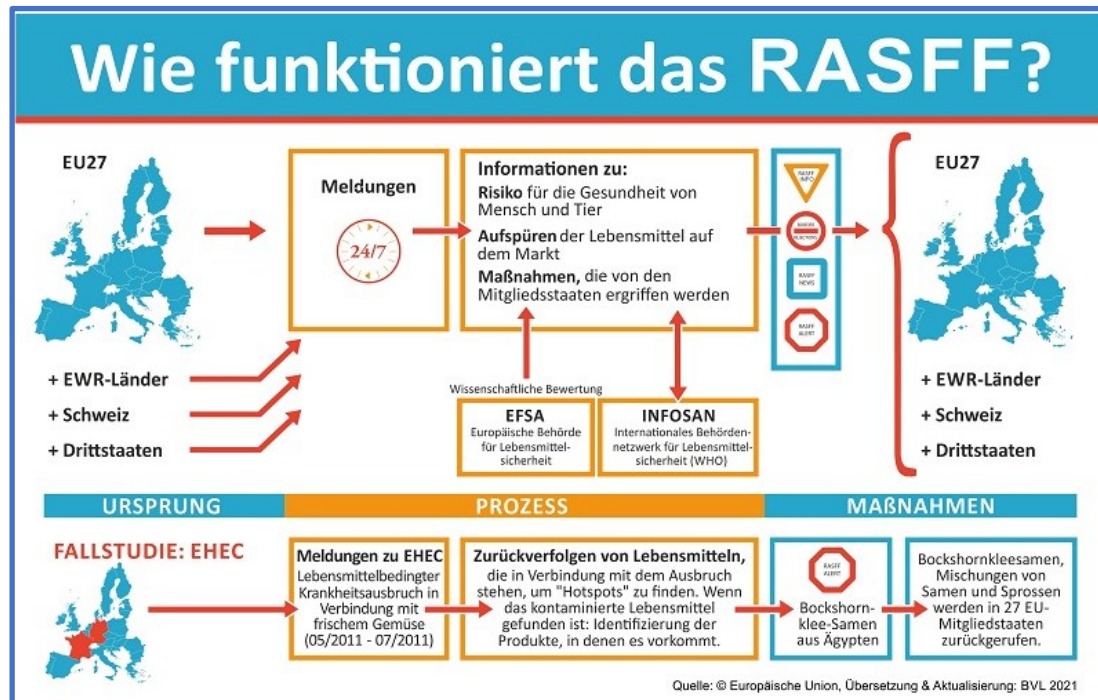 Wie funktioniert das RASFF?
EU27
+ EWR-Länder
+ Schweiz
+ Drittstaaten
Meldungen
24/7
Informationen zu:
Risiko für die Gesundheit von
Mensch und Tier
Aufspüren der Lebensmittel auf
dem Markt
Maßnahmen, die von den
Mitgliedsstaaten ergriffen werden
Wissenschaftliche Bewertung
EFSA
Europäische Behörde
für Lebensmittel-
sicherheit
INFOSAN
Internationales Behörden-
netzwerk für Lebensmittel-
sicherheit (WHO)
RASFF
INFO
RASFF
NEWS
RASFF
ALERT
EU27
+ EWR-Länder
+ Schweiz
+ Drittstaaten
URSPRUNG
PROZESS
MAßNAHMEN
FALLSTUDIE: EHEC
Meldungen zu EHEC
Lebensmittelbedingter
Krankheitsausbruch in
Verbindung mit
frischem Gemüse
(05/2011 - 07/2011)
Zurückverfolgen von Lebensmitteln,
die in Verbindung mit dem Ausbruch
stehen, um "Hotspots" zu finden. Wenn
das kontaminierte Lebensmittel
gefunden ist: Identifizierung der
Produkte, in denen es vorkommt.
RASFF
ALERT
Bockshorn-
klee-Samen
aus Ägypten
Bockshornkleesamen,
Mischungen von
Samen und Sprossen
werden in 27 EU-
Mitgliedstaaten
zurückgerufen.
Quelle: © Europäische Union, Übersetzung & Aktualisierung: BVL 2021